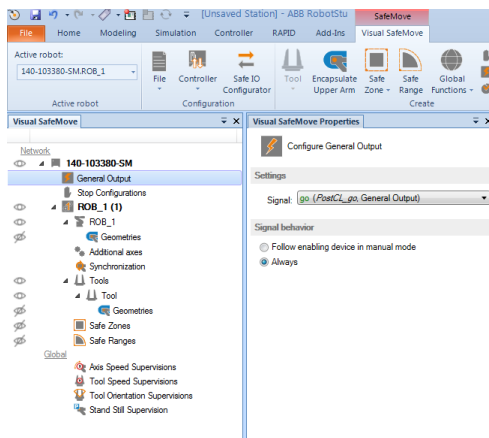 [Unsaved Station] - ABB RobotStu
SafeMove
File Home Modeling Simulation Controller RAPID Add-Ins Visual SafeMove
Active robot:
140-103380-SM.ROB_1
File Controller Safe IO Configurator Tool Encapsulate Upper Arm Safe Zone Safe Range Global Functions
Active robot Configuration Create
Visual SafeMove
Network
140-103380-SM
General Output
Stop Configurations
ROB_1 (1)
ROB_1
Geometries
Additional axes
Synchronization
Tools
Tool
Geometries
Safe Zones
Safe Ranges
Global
Axis Speed Supervisions
Tool Speed Supervisions
Tool Orientation Supervisions
Stand Still Supervision
Visual SafeMove Properties
Configure General Output
Settings
Signal: go (PostCL_go, General Output)
Signal behavior
Follow enabling device in manual mode
Always